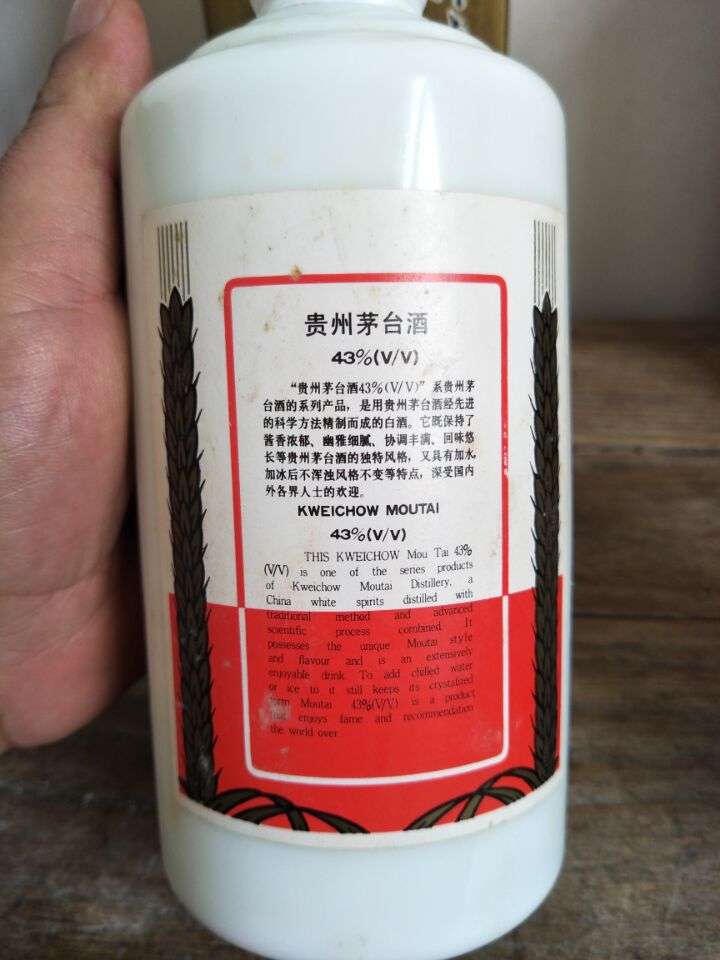 贵州茅台酒
43%(V/V)
“贵州茅台酒43%(V/V)”系贵州茅
台酒的系列产品，是用贵州茅台酒经先进
的科学方法精制而成的白酒。它既保持了
酱香浓郁、幽雅细腻、协调丰满、回味悠
长等贵州茅台酒的独特风格，又具有加水、
加冰后不浑浊风格不变等特点，深受国内
外各界人士的欢迎。
KWEICHOW MOUTAI
43%(V/V)
THIS KWEICHOW Mou Tai 43%
(V/V) is one of the series products
of Kweichow Moutai Distillery, a
China white spirits distilled with
traditional method and advanced
scientific process combined. It
possesses the unique Moutai style
and flavour and is an extensively
enjoyable drink. To add chilled water
or ice to it still keeps its crystalized
form Moutai 43%(V/V) is a product
that enjoys fame and recommendation
the world over